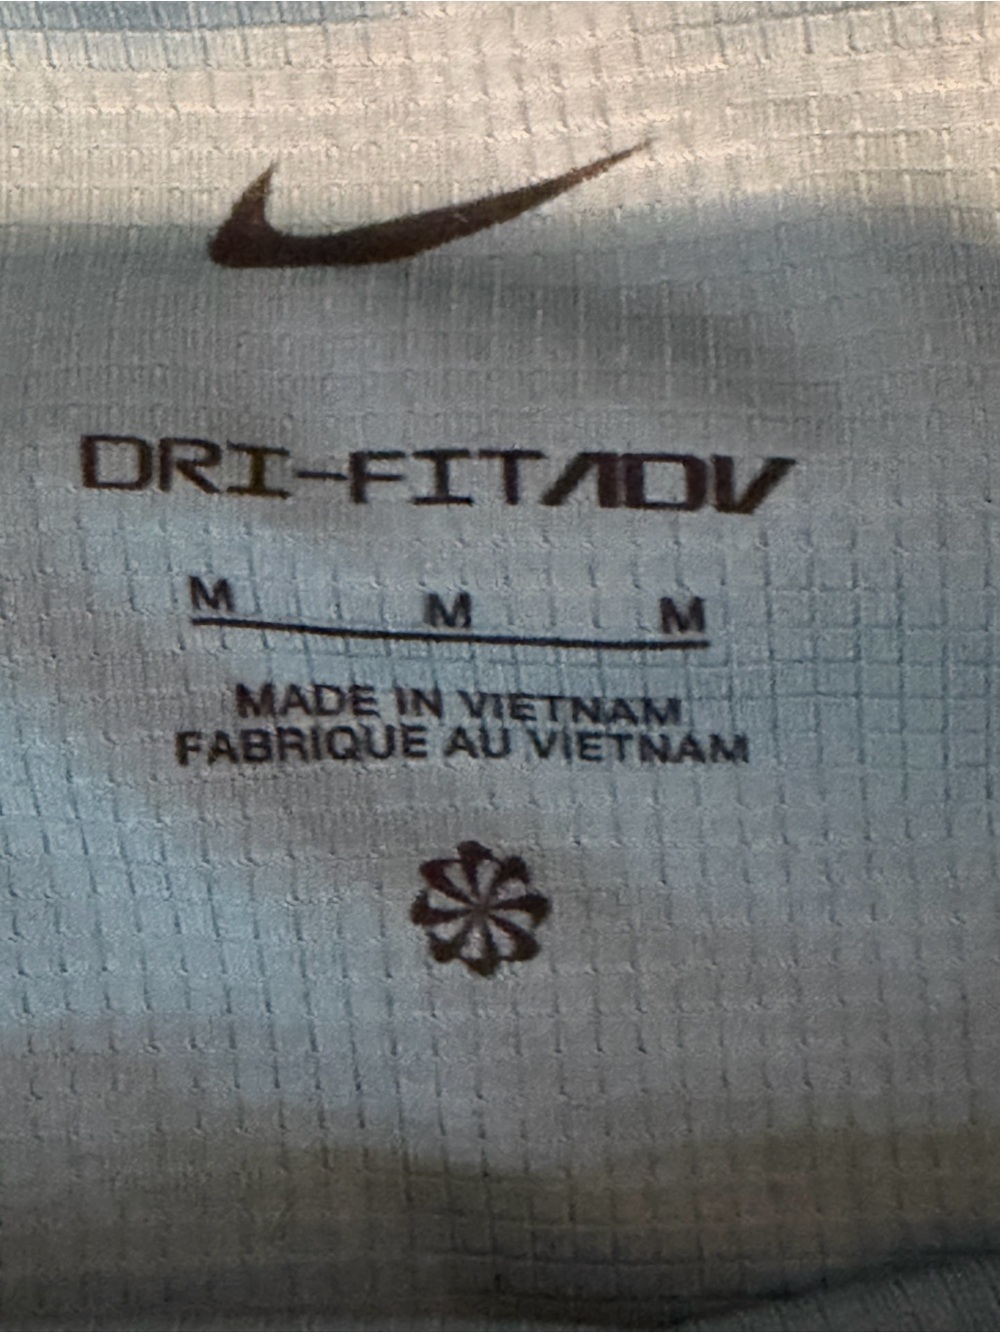 DRI-FIT ADV
M M M
MADE IN VIETNAM
FABRIQUE AU VIETNAM